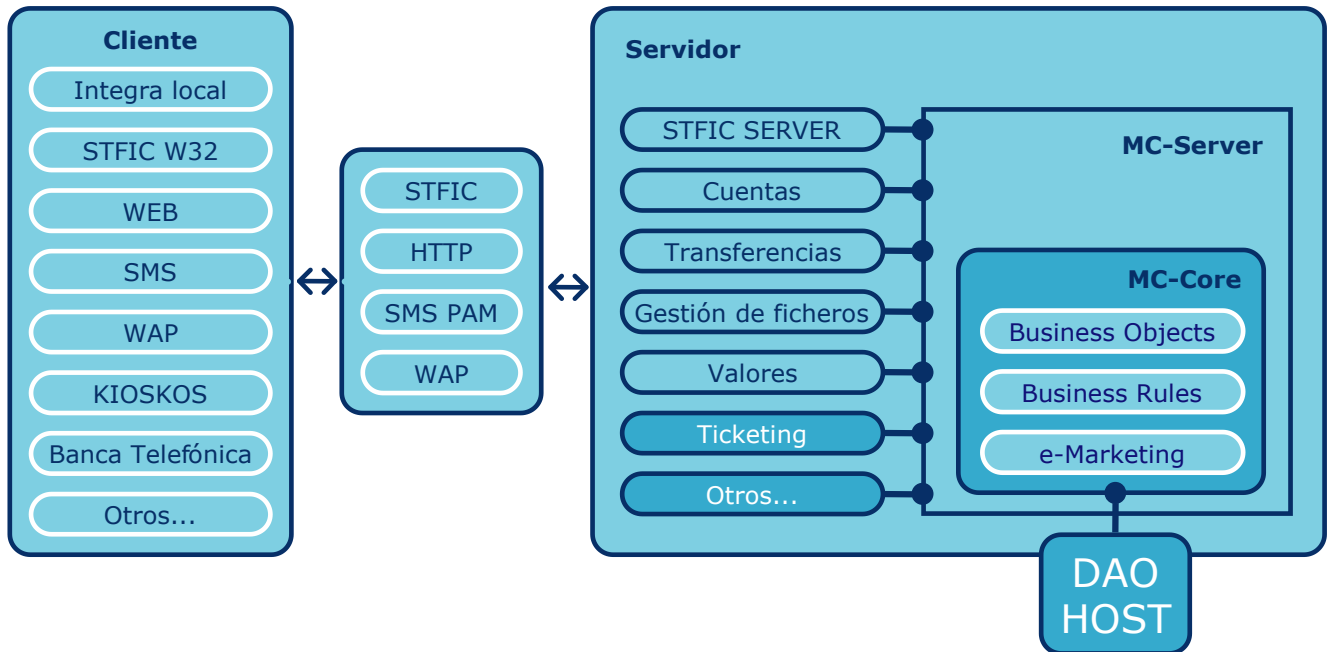 Cliente
Integra local
STFIC W32
WEB
SMS
WAP
KIOSKOS
Banca Telefónica
Otros...
STFIC
HTTP
SMS PAM
WAP
Servidor
STFIC SERVER
Cuentas
Transferencias
Gestión de ficheros
Valores
Ticketing
Otros...
MC-Server
MC-Core
Business Objects
Business Rules
e-Marketing
DAO
HOST